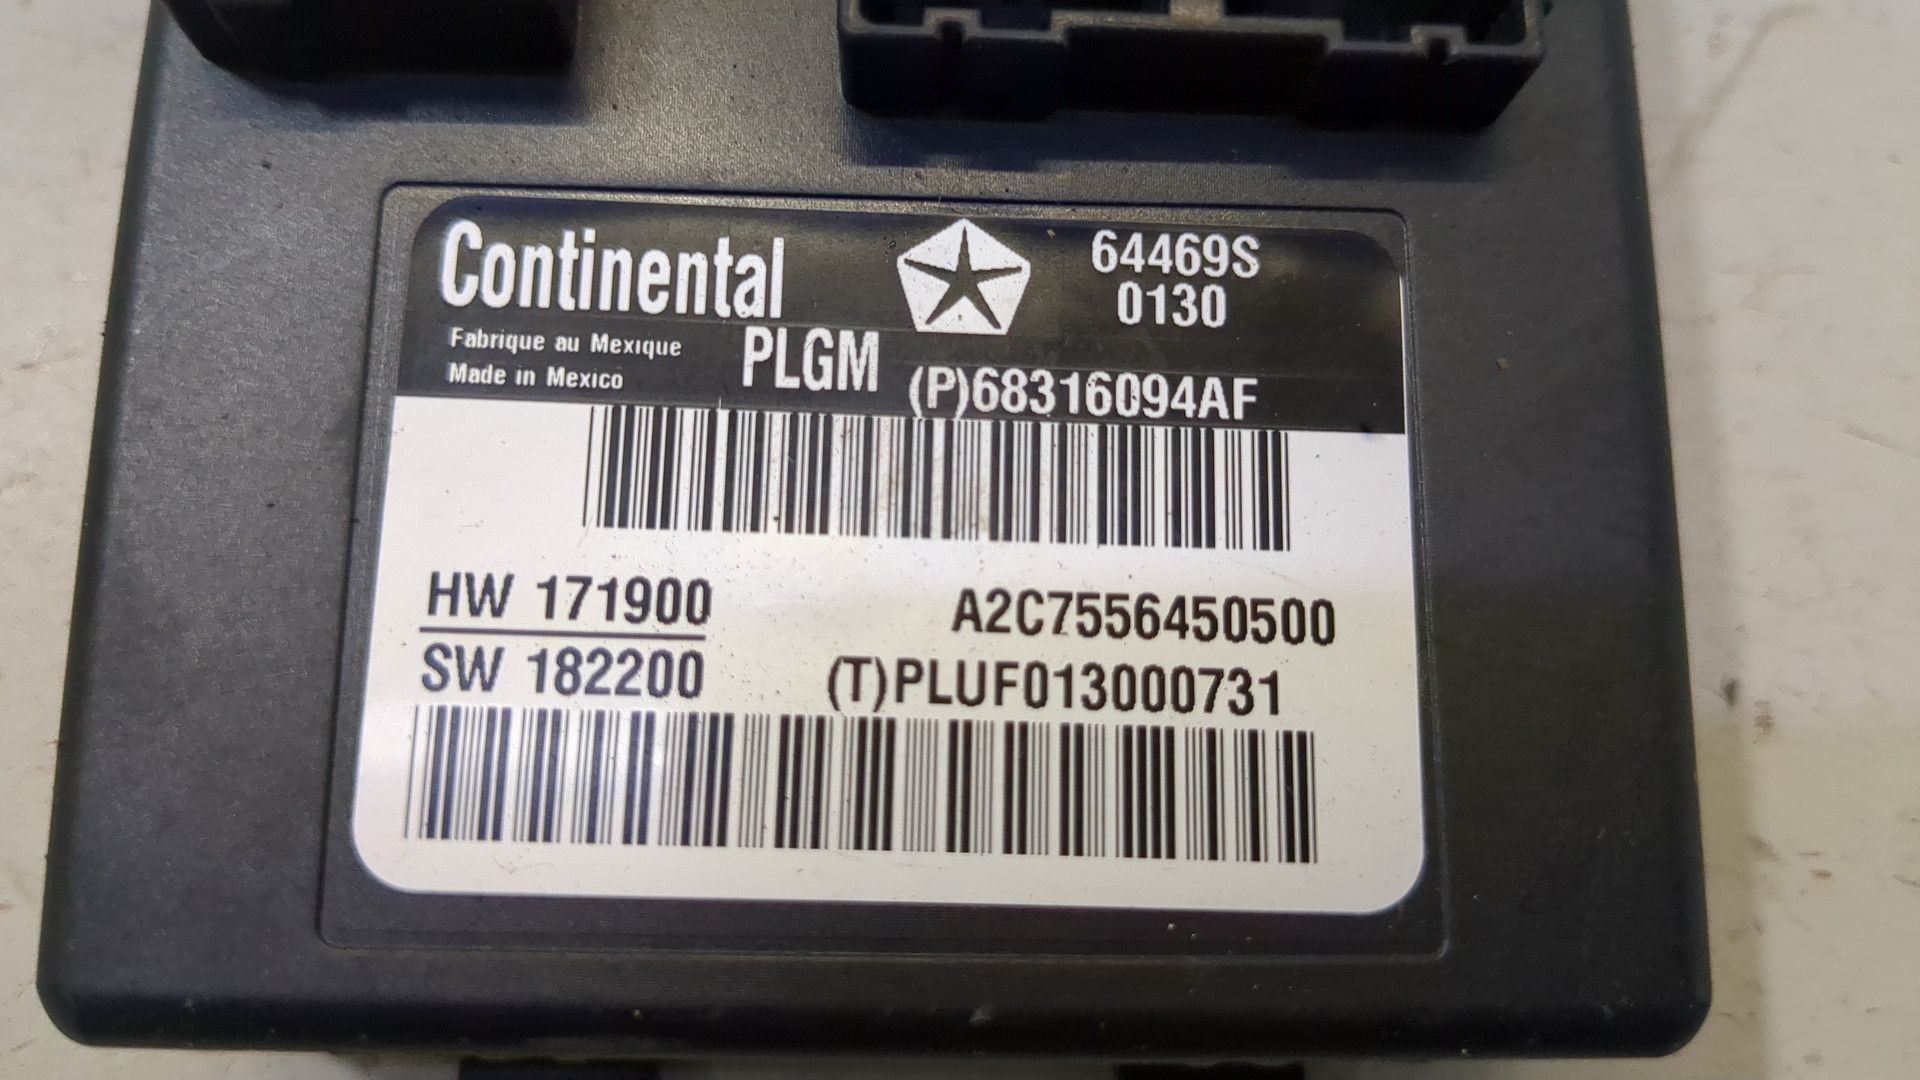 Continental
64469S
0130
Fabrique au Mexique
Made in Mexico
PLGM
(P)68316094AF
HW 171900
A2C7556450500
SW 182200
(T)PLUF013000731